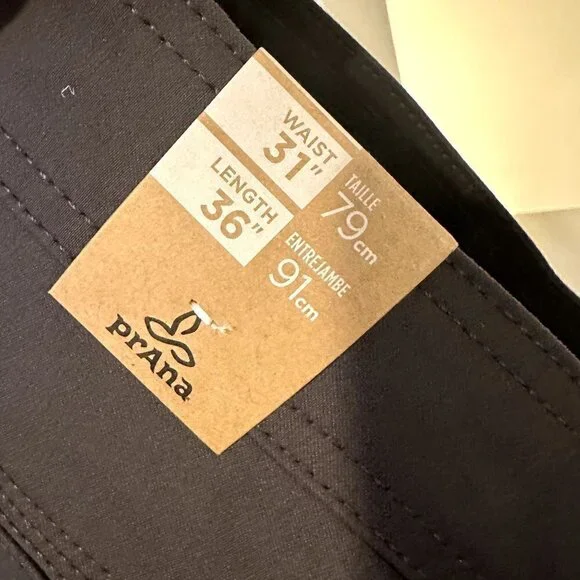 WAIST
31"
TAILLE
79cm
LENGTH
36"
ENTREJAMBE
91cm
prAna